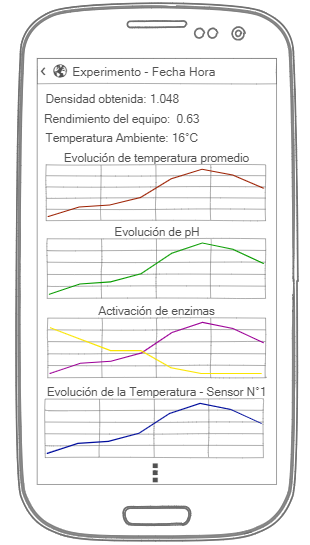 Experimento - Fecha Hora
Densidad obtenida: 1.048
Rendimiento del equipo: 0.63
Temperatura Ambiente: 16°C
Evolución de temperatura promedio
Evolución de pH
Activación de enzimas
Evolución de la Temperatura - Sensor N°1